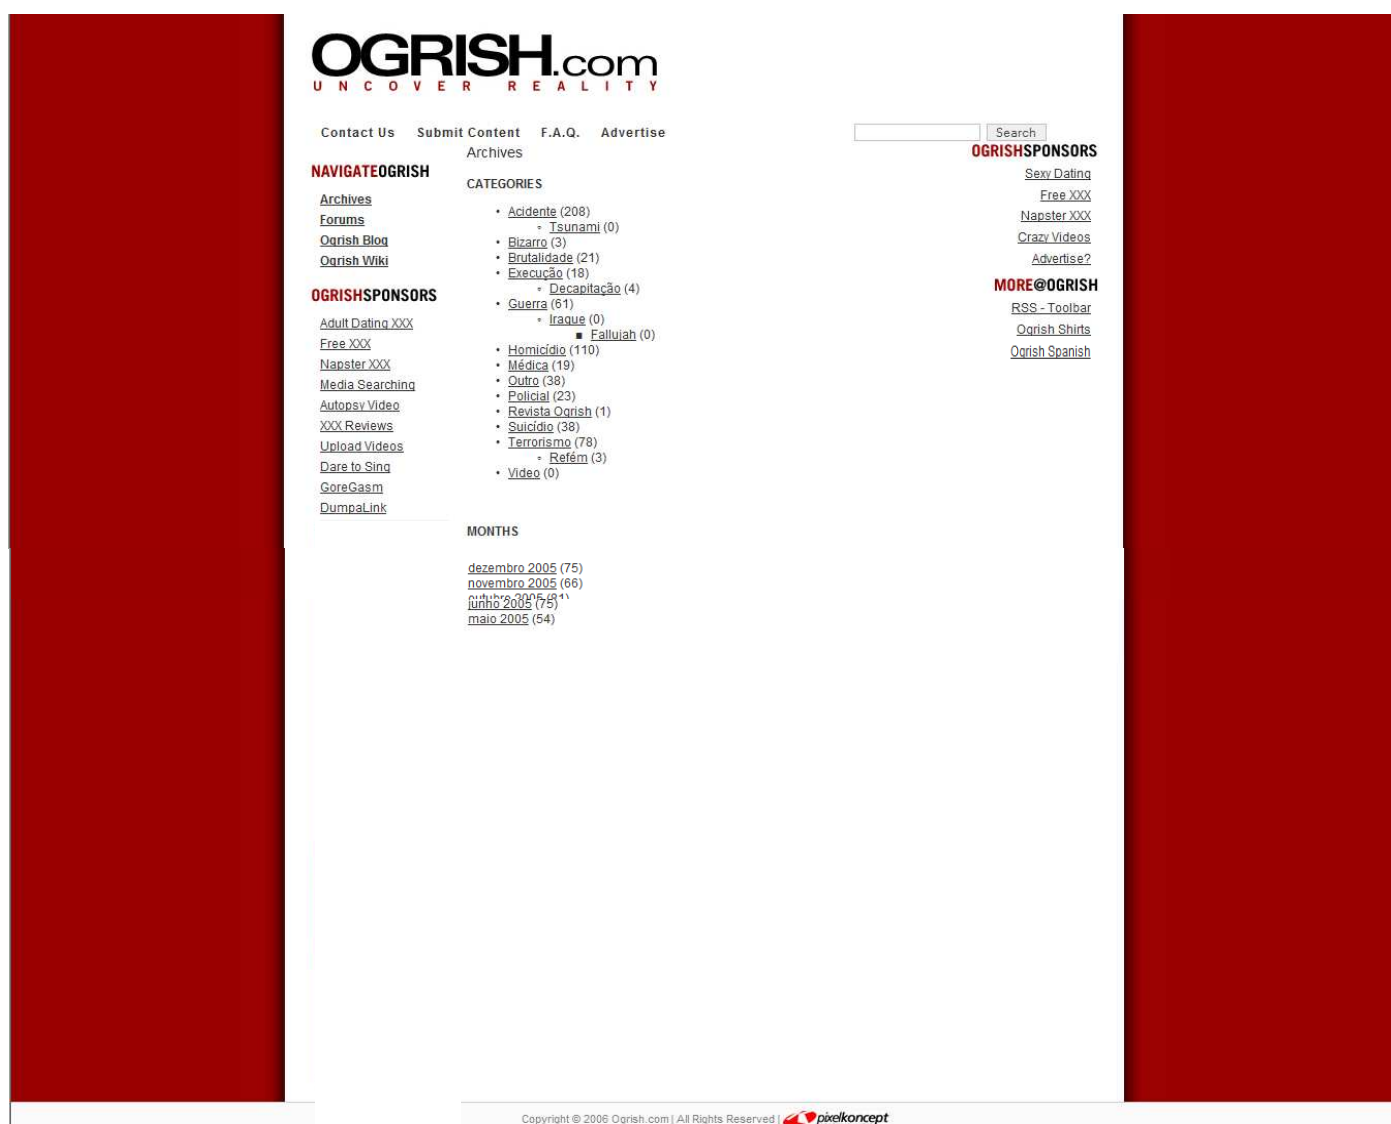 OGRISH.com
UNCOVER REALITY
Contact Us Submit Content F.A.Q. Advertise
Search
NAVIGATEOGRISH
Archives
Forums
Ogrish Blog
Ogrish Wiki
OGRISHSPONSORS
Adult Dating XXX
Free XXX
Napster XXX
Media Searching
Autopsy Video
XXX Reviews
Upload Videos
Dare to Sing
GoreGasm
DumpaLink
Archives
CATEGORIES
• Acidente (208)
◦ Tsunami (0)
• Bizarro (3)
• Brutalidade (21)
• Execução (18)
◦ Decapitação (4)
• Guerra (61)
◦ Iraque (0)
■ Fallujah (0)
• Homicídio (110)
• Médica (19)
• Outro (38)
• Policial (23)
• Revista Ogrish (1)
• Suicídio (38)
• Terrorismo (78)
◦ Refém (3)
• Video (0)
MONTHS
dezembro 2005 (75)
novembro 2005 (66)
outubro 2005 (81)
junho 2005 (75)
maio 2005 (54)
OGRISHSPONSORS
Sexy Dating
Free XXX
Napster XXX
Crazy Videos
Advertise?
MORE@OGRISH
RSS - Toolbar
Ogrish Shirts
Ogrish Spanish
Copyright © 2006 Ogrish.com | All Rights Reserved | pixelkoncept